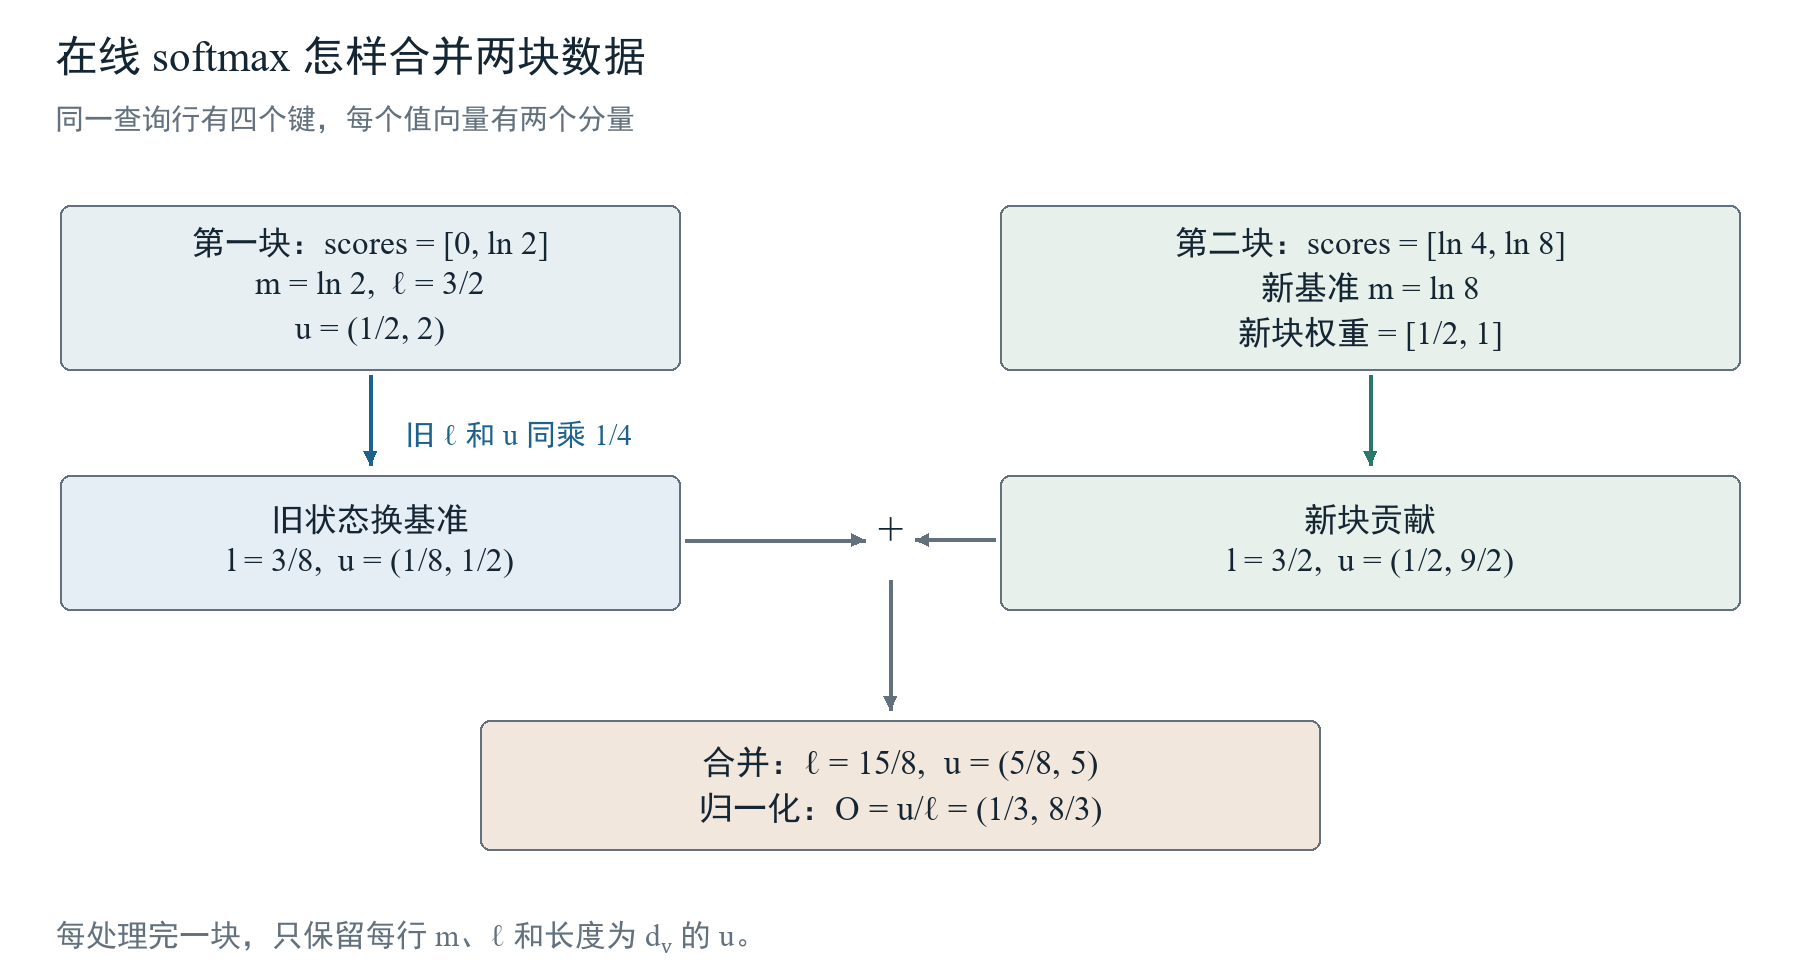 在线 softmax 怎样合并两块数据
同一查询行有四个键，每个值向量有两个分量
第一块：scores = [0, ln 2]
m = ln 2, ℓ = 3/2
u = (1/2, 2)
第二块：scores = [ln 4, ln 8]
新基准 m = ln 8
新块权重 = [1/2, 1]
旧 ℓ 和 u 同乘 1/4
旧状态换基准
l = 3/8, u = (1/8, 1/2)
+
新块贡献
l = 3/2, u = (1/2, 9/2)
合并：ℓ = 15/8, u = (5/8, 5)
归一化：O = u/ℓ = (1/3, 8/3)
每处理完一块，只保留每行 m、ℓ 和长度为 dᵥ 的 u。